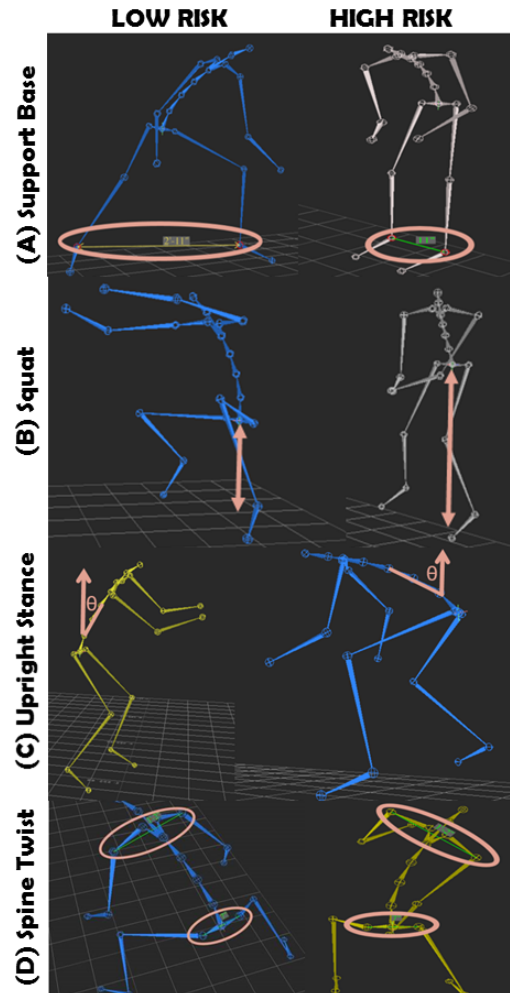 LOW RISK HIGH RISK
(A) Support Base
(B) Squat
(C) Upright Stance
θ
θ
(D) Spine Twist